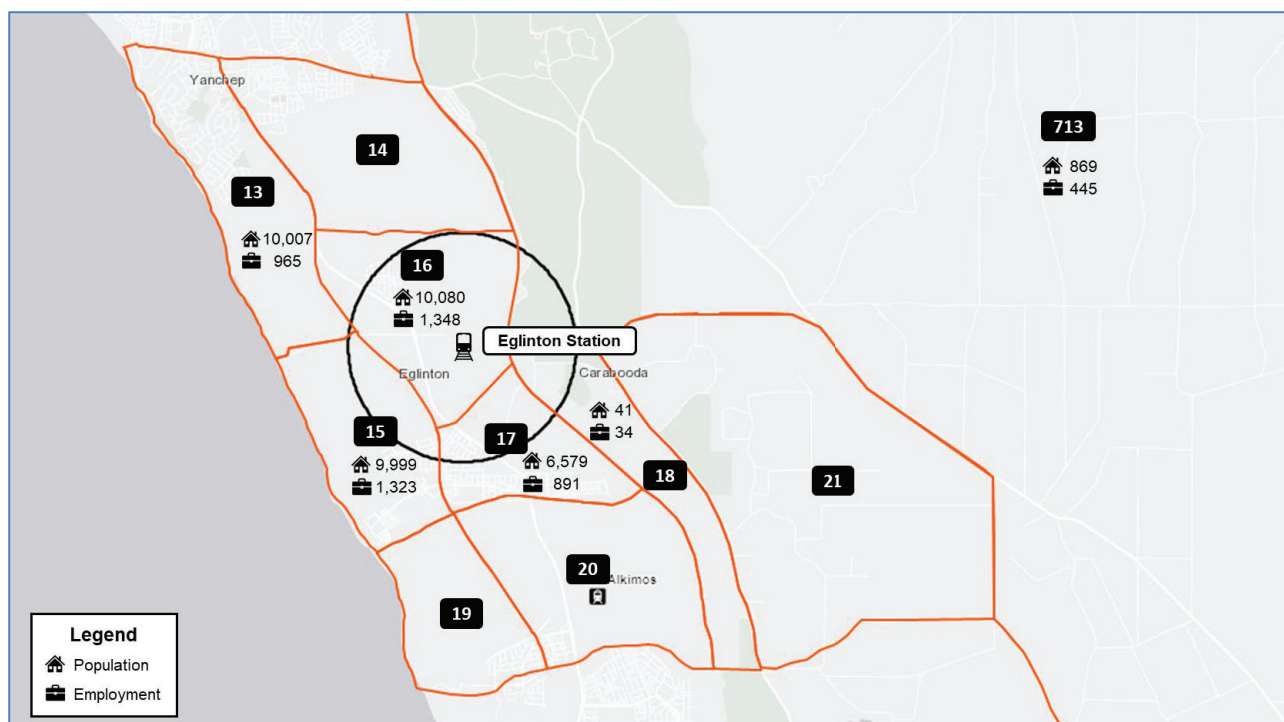 Yanchep
14
13
10,007
965
713
869
445
16
10,080
1,348
Eglinton Station
Eglinton
Carabooda
41
34
15
9,999
1,323
17
6,579
891
18
21
20
Alkimos
19
Legend
Population
Employment